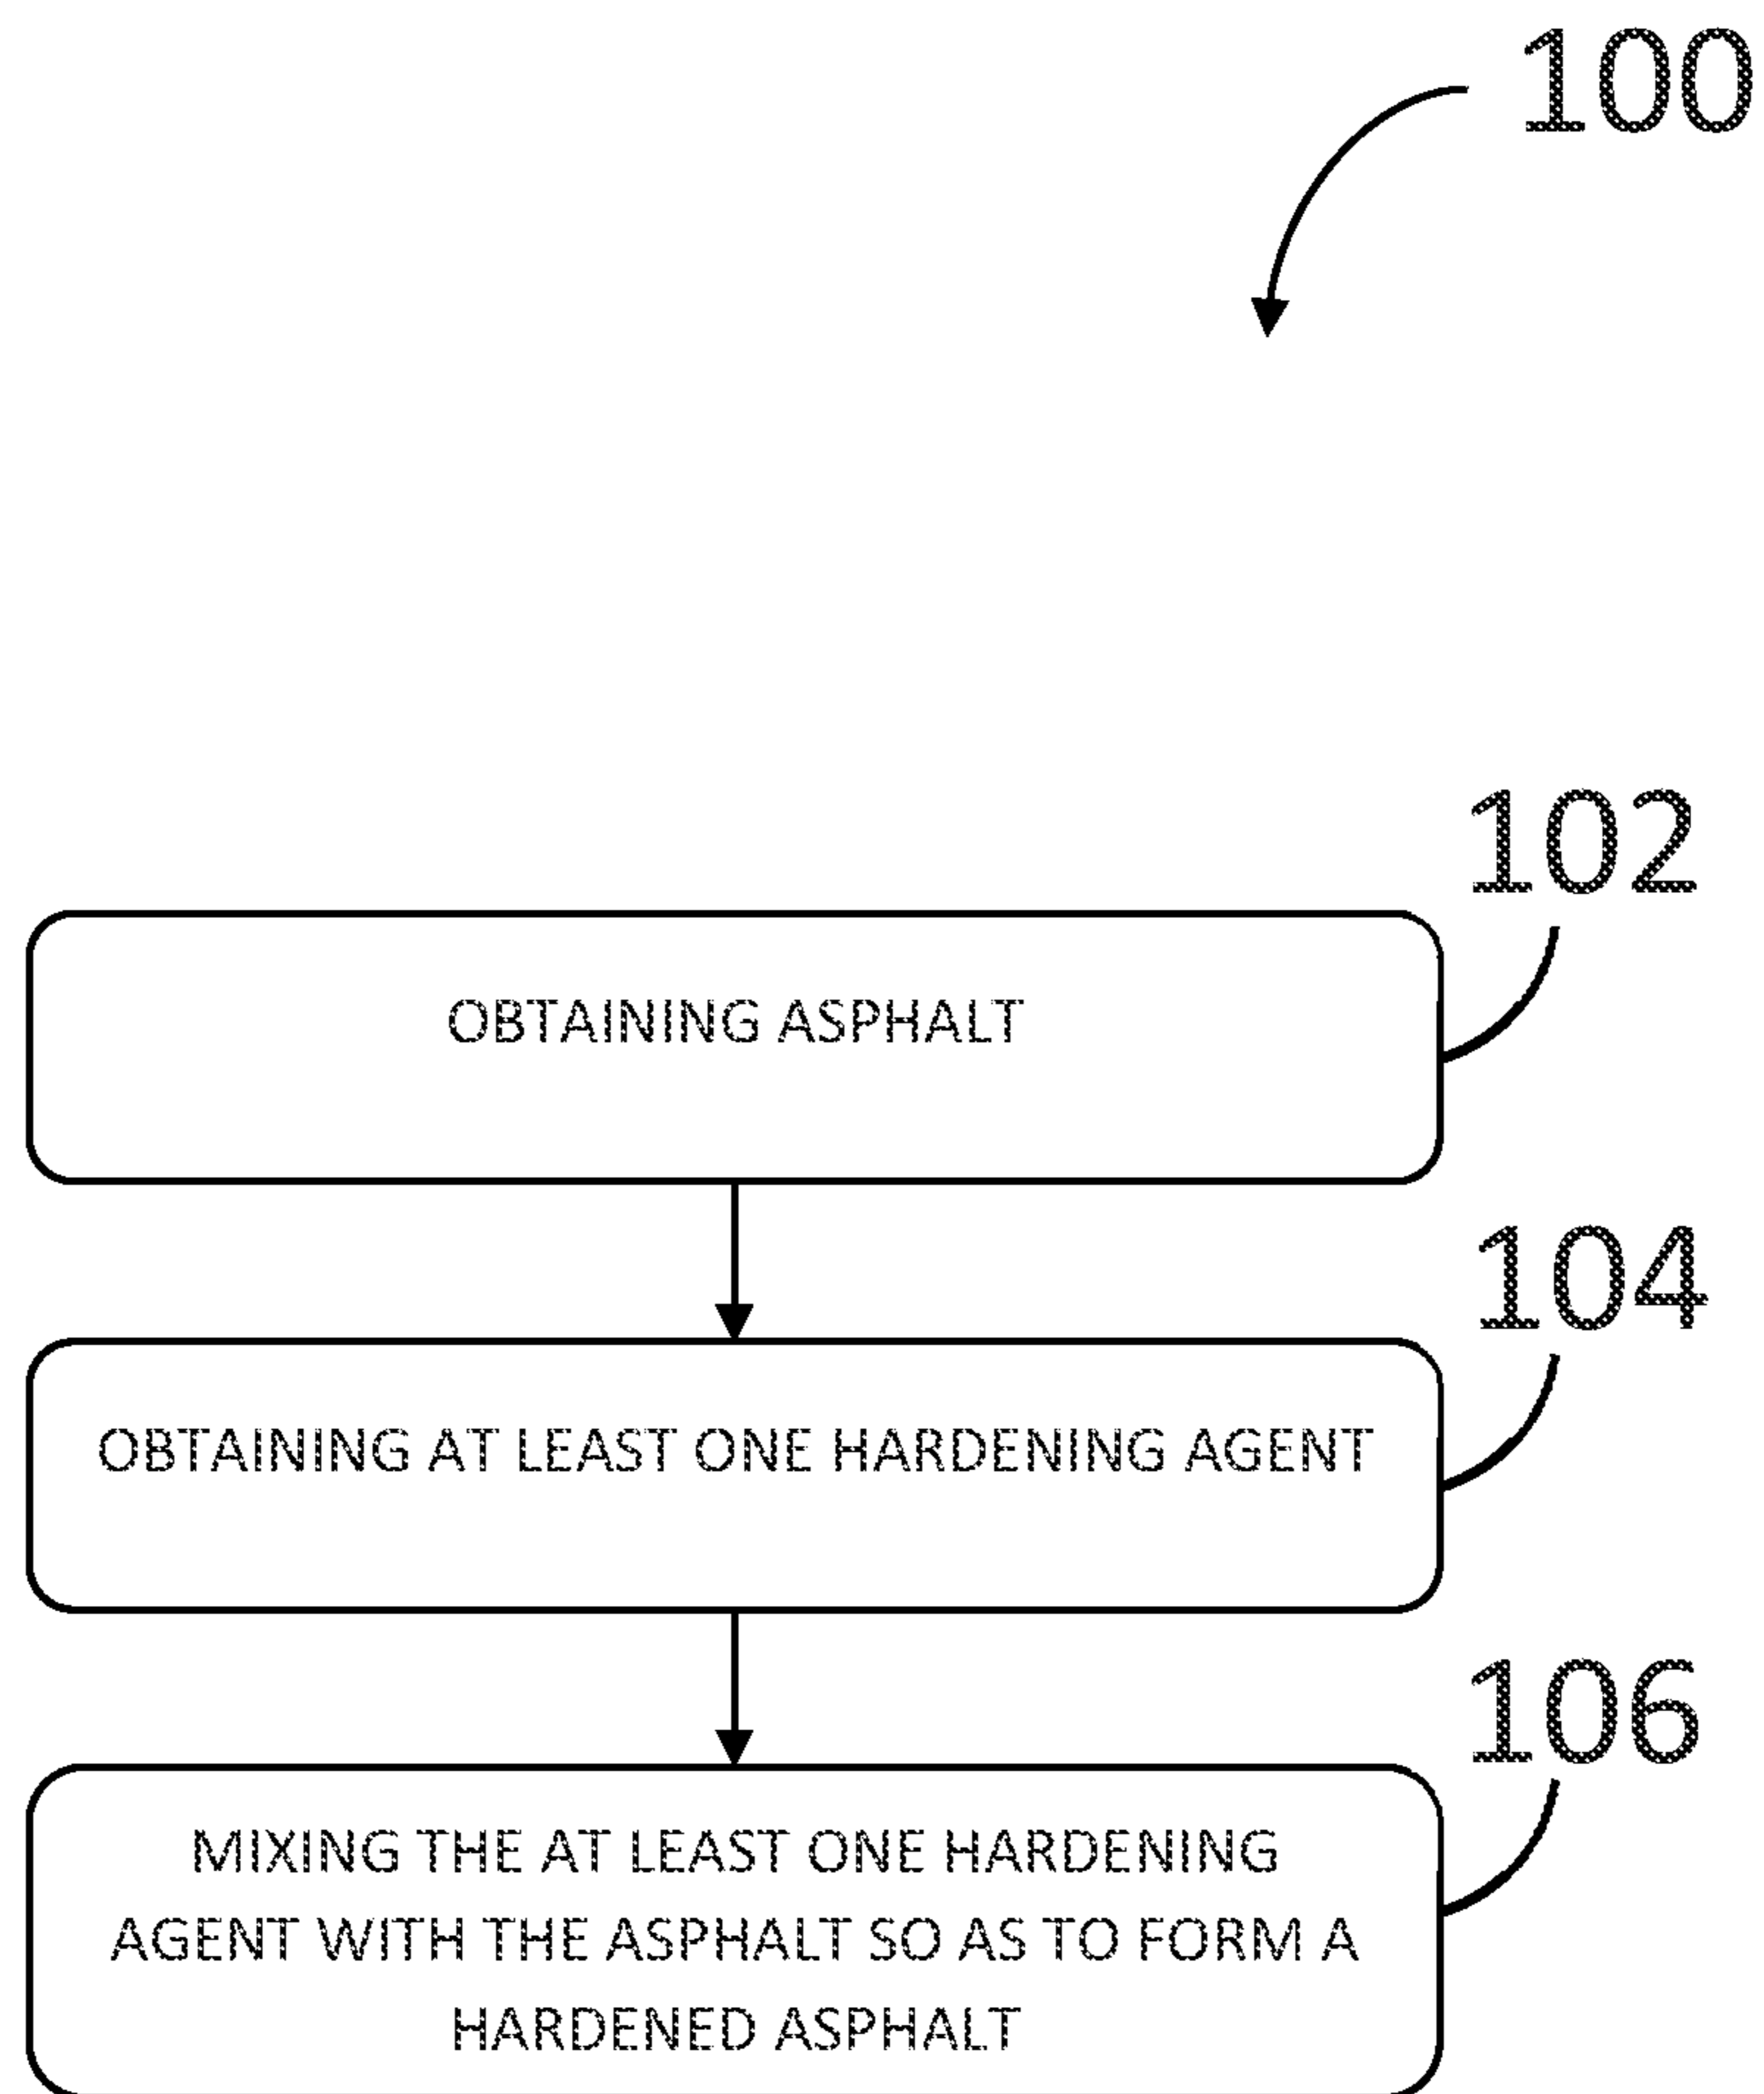 100
102
OBTAINING ASPHALT
104
OBTAINING AT LEAST ONE HARDENING AGENT
106
MIXING THE AT LEAST ONE HARDENING
AGENT WITH THE ASPHALT SO AS TO FORM A
HARDENED ASPHALT